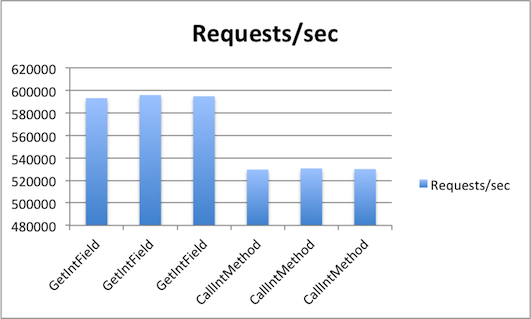 Requests/sec
620000
600000
580000
560000
540000
520000
500000
480000
GetIntField
GetIntField
GetIntField
CallIntMethod
CallIntMethod
CallIntMethod
Requests/sec